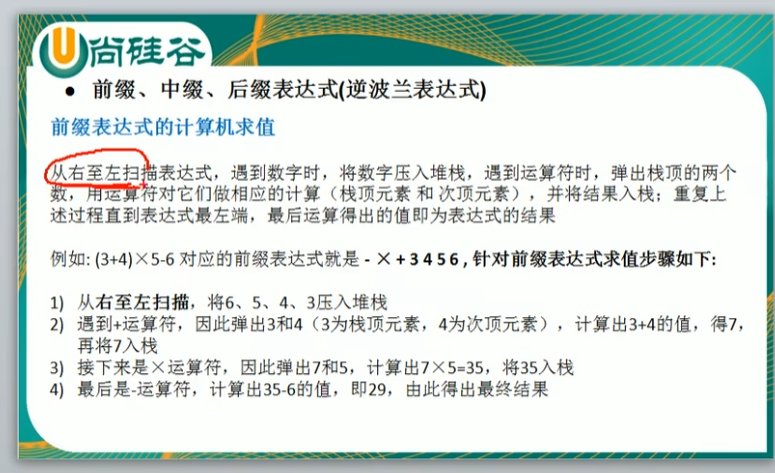 U尚硅谷
● 前缀、中缀、后缀表达式(逆波兰表达式)
前缀表达式的计算机求值
从右至左扫描表达式，遇到数字时，将数字压入堆栈，遇到运算符时，弹出栈顶的两个
数，用运算符对它们做相应的计算（栈顶元素 和 次顶元素），并将结果入栈；重复上
述过程直到表达式最左端，最后运算得出的值即为表达式的结果
例如: (3+4)×5-6 对应的前缀表达式就是 - × + 3 4 5 6 , 针对前缀表达式求值步骤如下:
1) 从右至左扫描，将6、5、4、3压入堆栈
2) 遇到+运算符，因此弹出3和4（3为栈顶元素，4为次顶元素），计算出3+4的值，得7，
再将7入栈
3) 接下来是×运算符，因此弹出7和5，计算出7×5=35，将35入栈
4) 最后是-运算符，计算出35-6的值，即29，由此得出最终结果